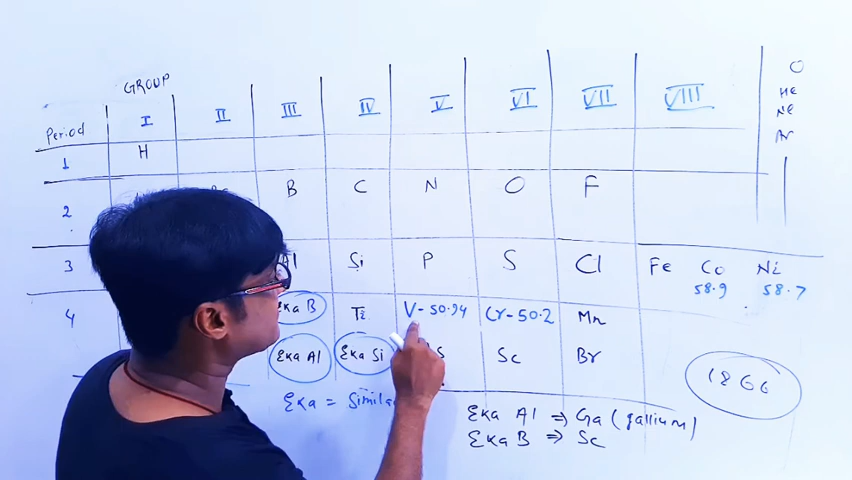 GROUP
Period I II III IV V VI VII VIII O
He
Ne
Ar
1 H
2 B C N O F
3 Al Si P S Cl Fe Co Ni
58.9 58.7
4 Eka B Ti V-50.94 Cr-50.2 Mn
Eka Al Eka Si S Sc Br
1866
Eka =
Eka Al ⇒ Ga (gallium)
Eka B ⇒ Sc